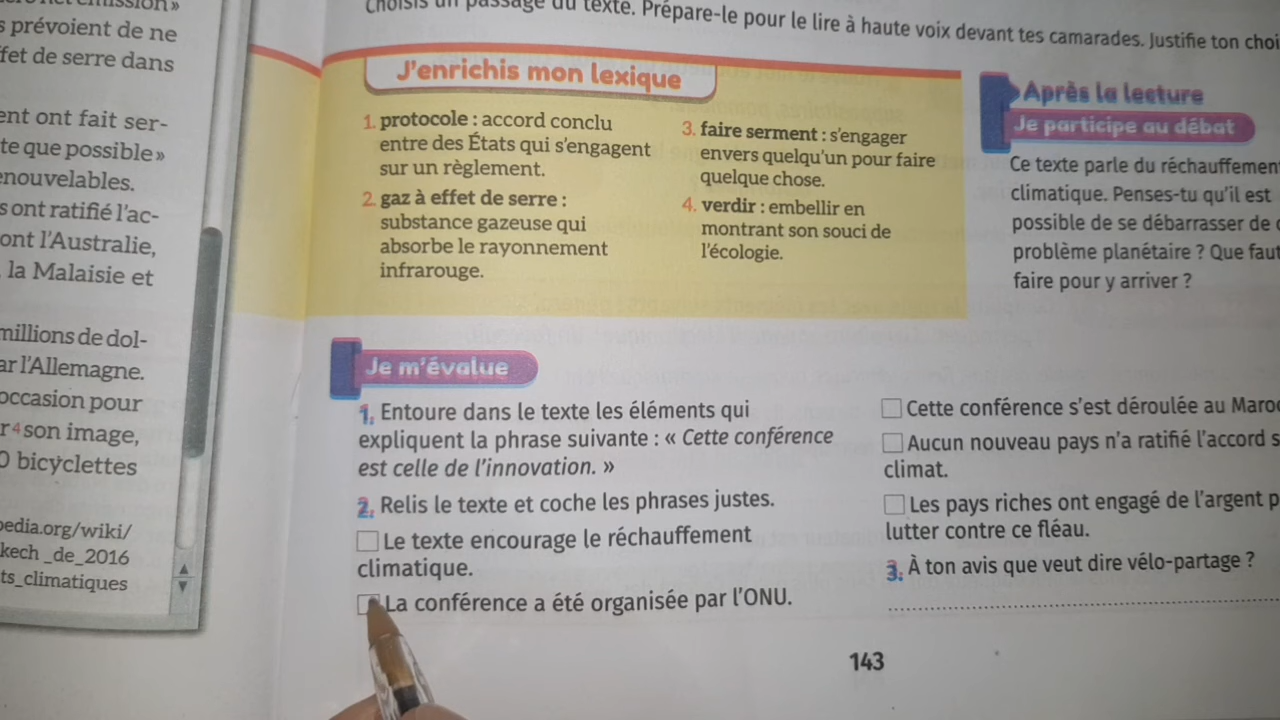 s prévoient de ne
fet de serre dans
ent ont fait ser-
te que possible»
enouvelables.
s ont ratifié l'ac-
ont l'Australie,
la Malaisie et
millions de dol-
ar l'Allemagne.
occasion pour
r 4 son image,
0 bicyclettes
pedia.org/wiki/
kech _de_2016
ts_climatiques
Choisis un passage du texte. Prépare-le pour le lire à haute voix devant tes camarades. Justifie ton choi
J'enrichis mon lexique
1. protocole : accord conclu
entre des États qui s'engagent
sur un règlement.
2. gaz à effet de serre :
substance gazeuse qui
absorbe le rayonnement
infrarouge.
3. faire serment : s'engager
envers quelqu'un pour faire
quelque chose.
4. verdir : embellir en
montrant son souci de
l'écologie.
Après la lecture
Je participe au débat
Ce texte parle du réchauffemen
climatique. Penses-tu qu'il est
possible de se débarrasser de
problème planétaire ? Que faut
faire pour y arriver ?
Je m'évalue
1. Entoure dans le texte les éléments qui
expliquent la phrase suivante : « Cette conférence
est celle de l'innovation. »
2. Relis le texte et coche les phrases justes.
Le texte encourage le réchauffement
climatique.
La conférence a été organisée par l'ONU.
Cette conférence s'est déroulée au Maro
Aucun nouveau pays n'a ratifié l'accord s
climat.
Les pays riches ont engagé de l'argent p
lutter contre ce fléau.
3. À ton avis que veut dire vélo-partage ?
143